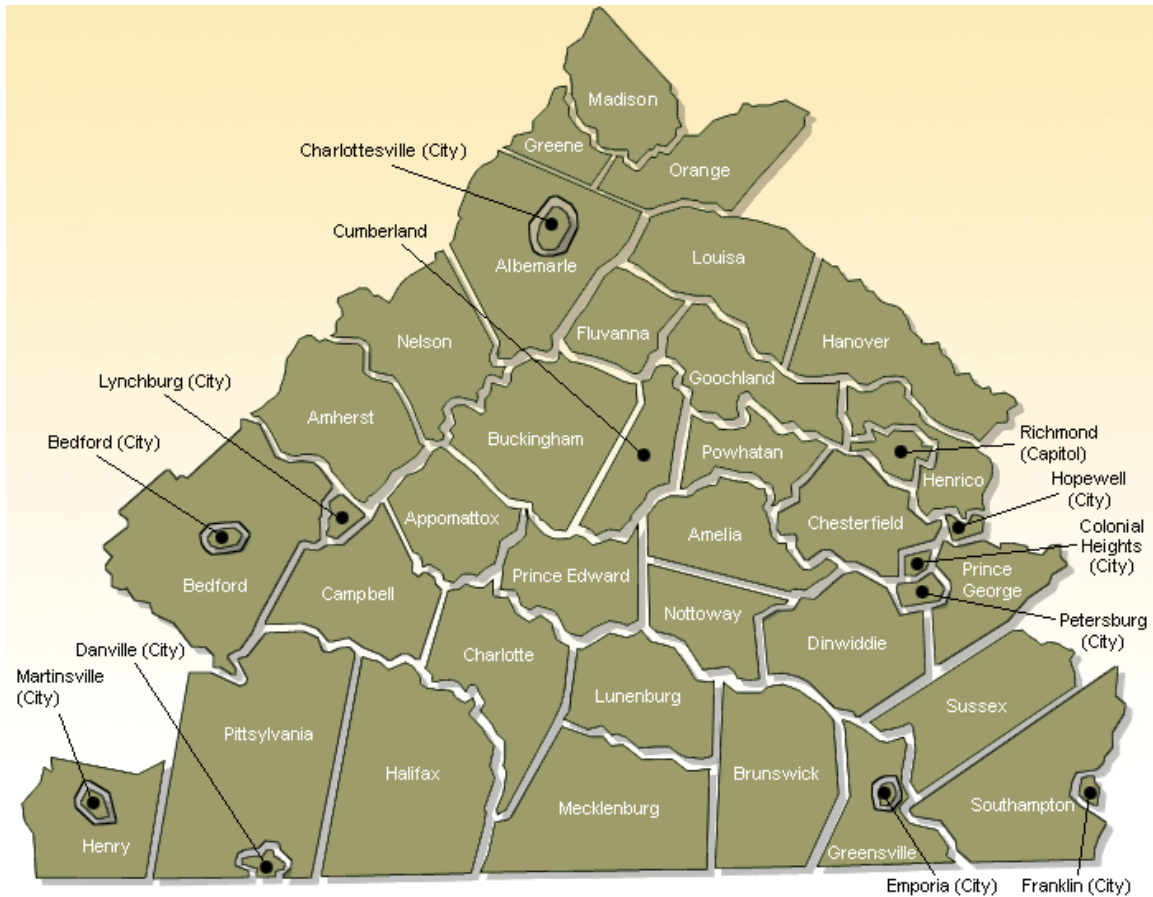 Madison
Greene
Charlottesville (City)
Orange
Cumberland
Albemarle
Louisa
Fluvanna
Nelson
Hanover
Goochland
Lynchburg (City)
Amherst
Bedford (City)
Buckingham
Powhatan
Richmond
(Capitol)
Henrico
Hopewell
(City)
Appomattox
Chesterfield
Amelia
Colonial
Heights
(City)
Bedford
Campbell
Prince Edward
Prince
George
Nottoway
Petersburg
(City)
Dinwiddie
Danville (City)
Charlotte
Martinsville
(City)
Lunenburg
Sussex
Pittsylvania
Halifax
Brunswick
Mecklenburg
Southampton
Henry
Greensville
Emporia (City)
Franklin (City)